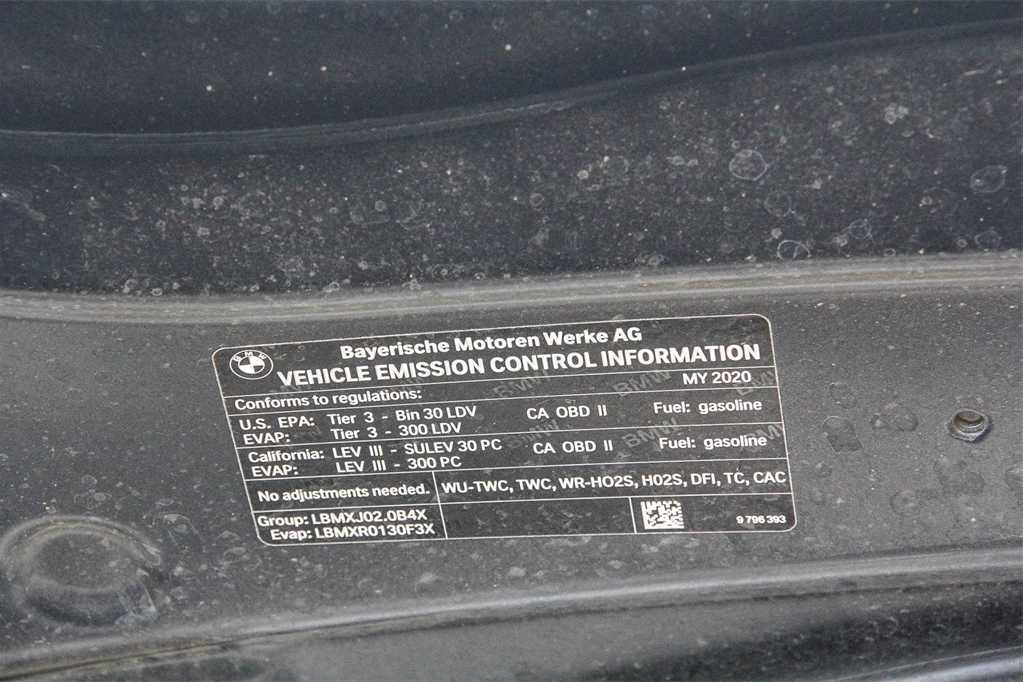 BMW
Bayerische Motoren Werke AG
VEHICLE EMISSION CONTROL INFORMATION
Conforms to regulations: MY 2020
U.S. EPA: Tier 3 - Bin 30 LDV CA OBD II Fuel: gasoline
EVAP: Tier 3 - 300 LDV
California: LEV III - SULEV 30 PC CA OBD II Fuel: gasoline
EVAP: LEV III - 300 PC
No adjustments needed. WU-TWC, TWC, WR-HO2S, H02S, DFI, TC, CAC
Group: LBMXJ02.0B4X
Evap: LBMXR0130F3X 9 796 393